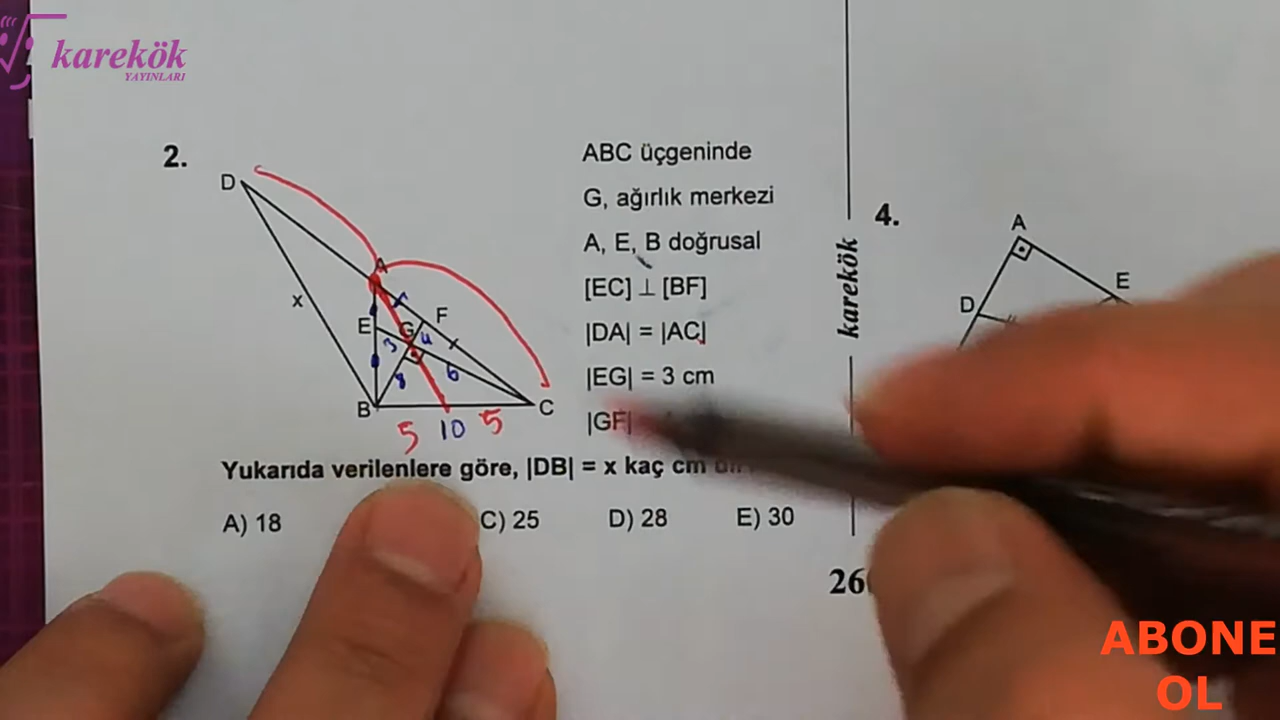 karekök
YAYINLARI
2.
ABC üçgeninde
G, ağırlık merkezi
A, E, B doğrusal
[EC] ⊥ [BF]
|DA| = |AC|
|EG| = 3 cm
|GF|
D
A
x
E
G
F
3
4
8
6
B
C
5 10 5
Yukarıda verilenlere göre, |DB| = x kaç cm
A) 18
C) 25
D) 28
E) 30
karekök
26
4.
A
D
E
ABONE
OL